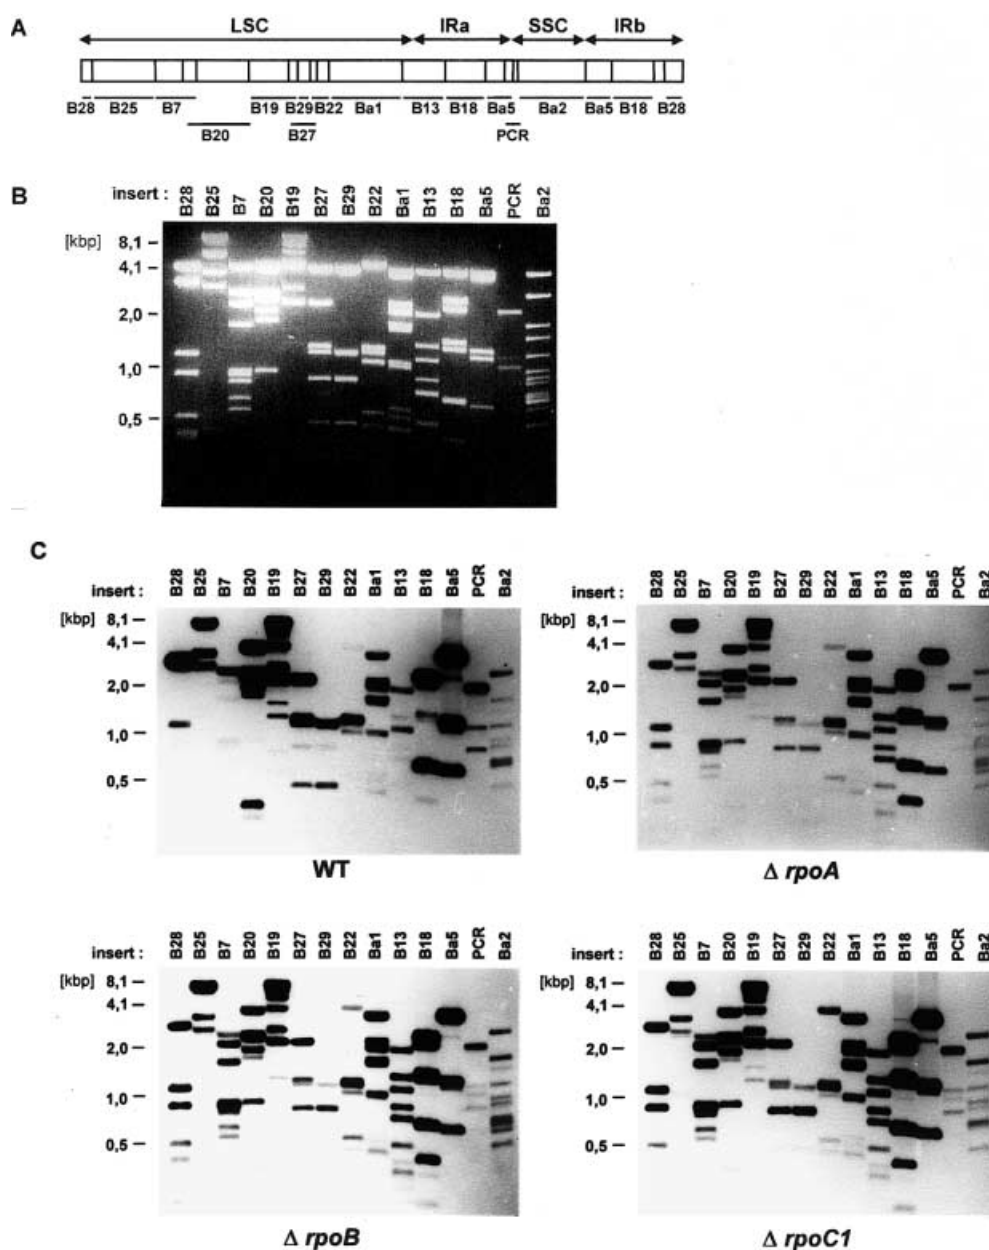 A
LSC IRa SSC IRb
B28 B25 B7 B19 B29 B22 Ba1 B13 B18 Ba5 Ba2 Ba5 B18 B28
B20 B27 PCR
B
insert : B28 B25 B7 B20 B19 B27 B29 B22 Ba1 B13 B18 Ba5 PCR Ba2
[kbp]
8,1
4,1
2,0
1,0
0,5
C
insert : B28 B25 B7 B20 B19 B27 B29 B22 Ba1 B13 B18 Ba5 PCR Ba2
[kbp]
8,1
4,1
2,0
1,0
0,5
WT
insert : B28 B25 B7 B20 B19 B27 B29 B22 Ba1 B13 B18 Ba5 PCR Ba2
[kbp]
8,1
4,1
2,0
1,0
0,5
Δ rpoA
insert : B28 B25 B7 B20 B19 B27 B29 B22 Ba1 B13 B18 Ba5 PCR Ba2
[kbp]
8,1
4,1
2,0
1,0
0,5
Δ rpoB
insert : B28 B25 B7 B20 B19 B27 B29 B22 Ba1 B13 B18 Ba5 PCR Ba2
[kbp]
8,1
4,1
2,0
1,0
0,5
Δ rpoC1